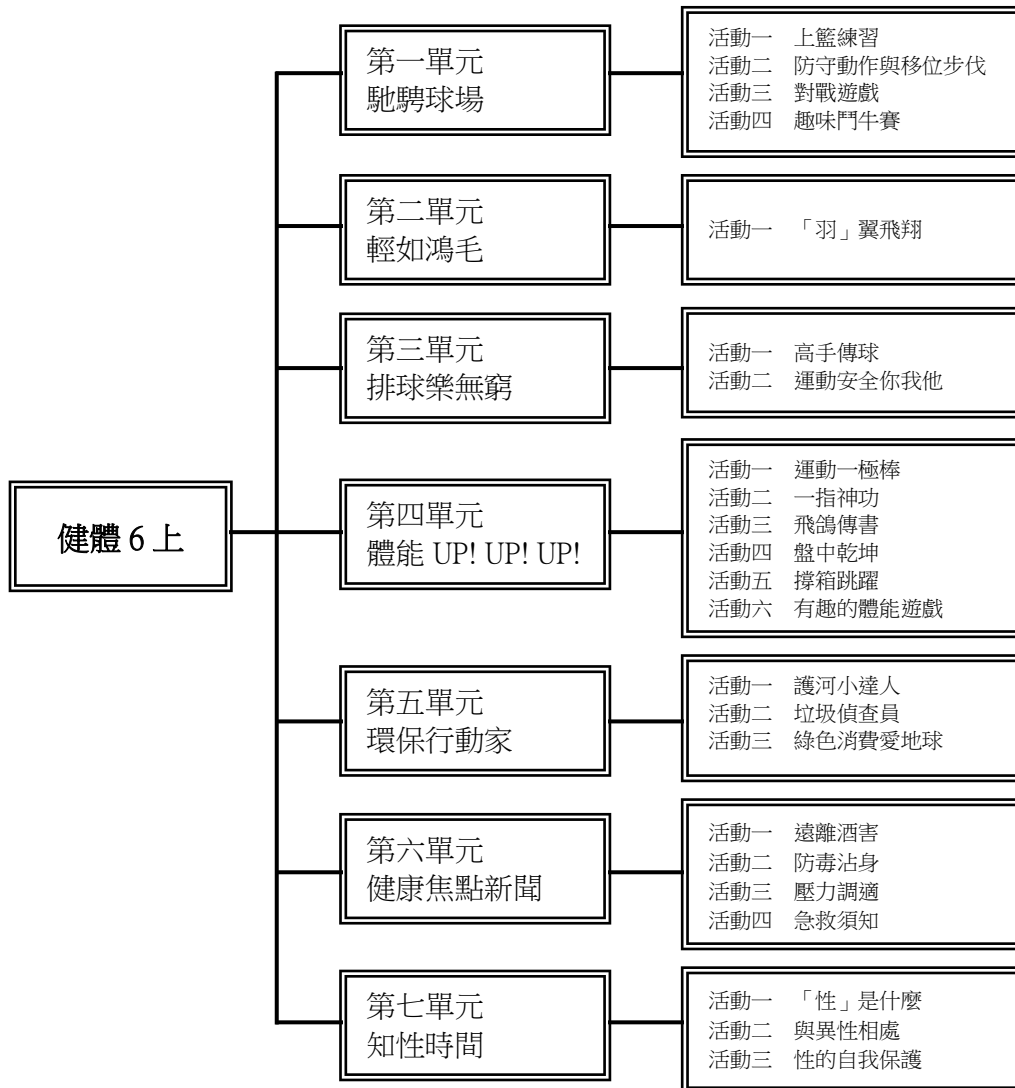 健體 6 上
第一單元
馳騁球場
活動一　上籃練習
活動二　防守動作與移位步伐
活動三　對戰遊戲
活動四　趣味鬥牛賽
第二單元
輕如鴻毛
活動一　「羽」翼飛翔
第三單元
排球樂無窮
活動一　高手傳球
活動二　運動安全你我他
第四單元
體能 UP! UP! UP!
活動一　運動一極棒
活動二　一指神功
活動三　飛鴿傳書
活動四　盤中乾坤
活動五　撐箱跳躍
活動六　有趣的體能遊戲
第五單元
環保行動家
活動一　護河小達人
活動二　垃圾偵查員
活動三　綠色消費愛地球
第六單元
健康焦點新聞
活動一　遠離酒害
活動二　防毒沾身
活動三　壓力調適
活動四　急救須知
第七單元
知性時間
活動一　「性」是什麼
活動二　與異性相處
活動三　性的自我保護